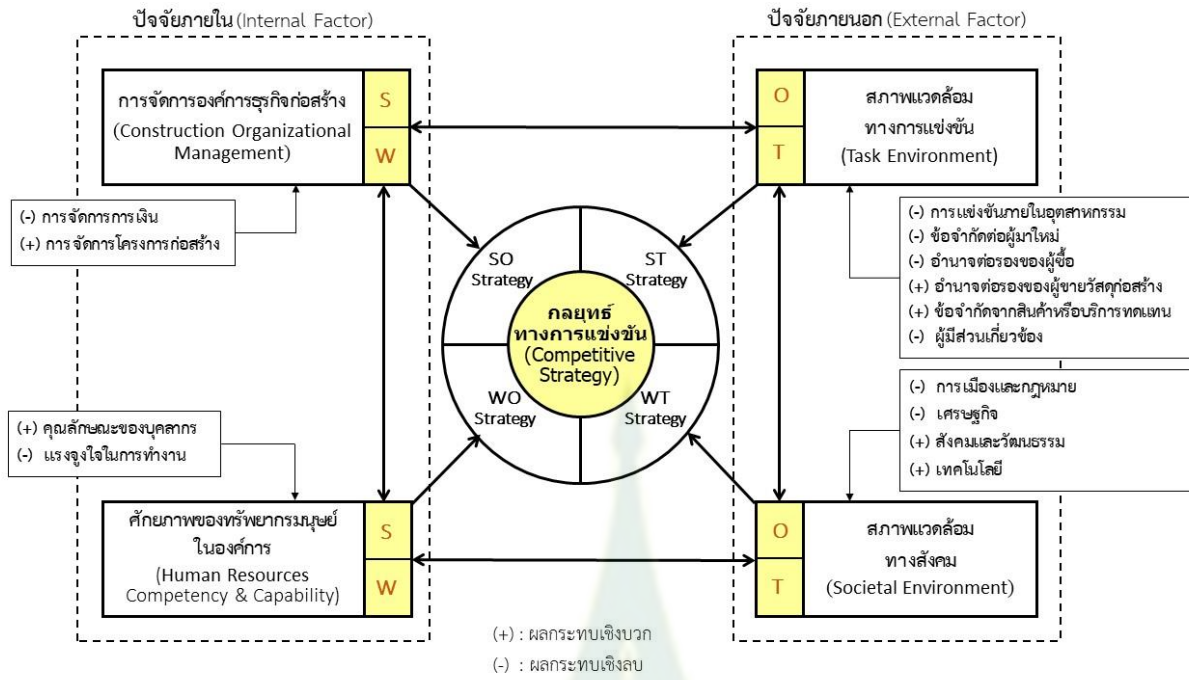 ปัจจัยภายใน (Internal Factor)
ปัจจัยภายนอก (External Factor)
การจัดการองค์การธุรกิจก่อสร้าง
(Construction Organizational
Management)
S
W
O
T
สภาพแวดล้อม
ทางการแข่งขัน
(Task Environment)
(-) การจัดการการเงิน
(+) การจัดการโครงการก่อสร้าง
(-) การแข่งขันภายในอุตสาหกรรม
(-) ข้อจำกัดต่อผู้มาใหม่
(-) อำนาจต่อรองของผู้ซื้อ
(+) อำนาจต่อรองของผู้ขายวัสดุก่อสร้าง
(+) ข้อจำกัดจากสินค้าหรือบริการทดแทน
(-) ผู้มีส่วนเกี่ยวข้อง
SO
Strategy
ST
Strategy
กลยุทธ์
ทางการแข่งขัน
(Competitive
Strategy)
WO
Strategy
WT
Strategy
(+) คุณลักษณะของบุคลากร
(-) แรงจูงใจในการทำงาน
(-) การเมืองและกฎหมาย
(-) เศรษฐกิจ
(+) สังคมและวัฒนธรรม
(+) เทคโนโลยี
ศักยภาพของทรัพยากรมนุษย์
ในองค์การ
(Human Resources
Competency & Capability)
S
W
O
T
สภาพแวดล้อม
ทางสังคม
(Societal Environment)
(+) : ผลกระทบเชิงบวก
(-) : ผลกระทบเชิงลบ